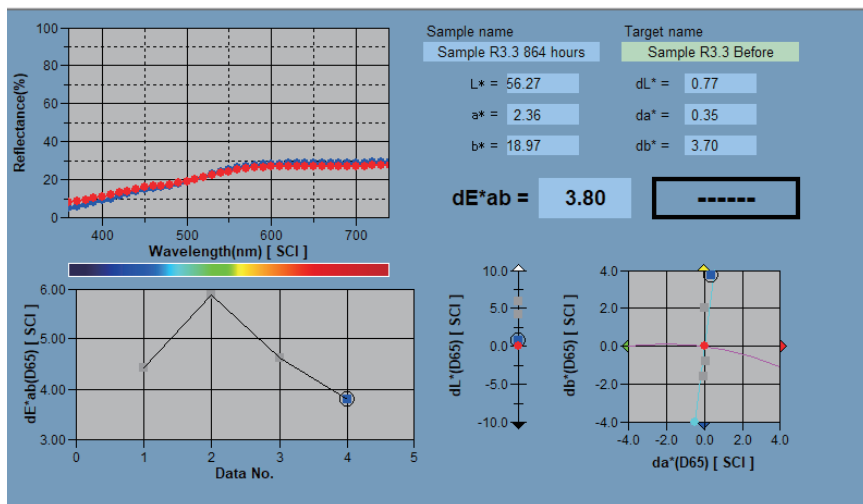 Sample name
Target name
Sample R3.3 864 hours
Sample R3.3 Before
L* = 56.27
dL* = 0.77
a* = 2.36
da* = 0.35
b* = 18.97
db* = 3.70
dE*ab = 3.80
------
Reflectance(%)
100
80
60
40
20
0
400 500 600 700
Wavelength(nm) [ SCI ]
dE*ab(D65) [ SCI ]
6.00
5.00
4.00
3.00
0 1 2 3 4 5
Data No.
dL*(D65) [ SCI ]
10.0
5.0
0.0
-5.0
-10.0
db*(D65) [ SCI ]
4.0
2.0
0.0
-2.0
-4.0
-4.0 -2.0 0.0 2.0 4.0
da*(D65) [ SCI ]